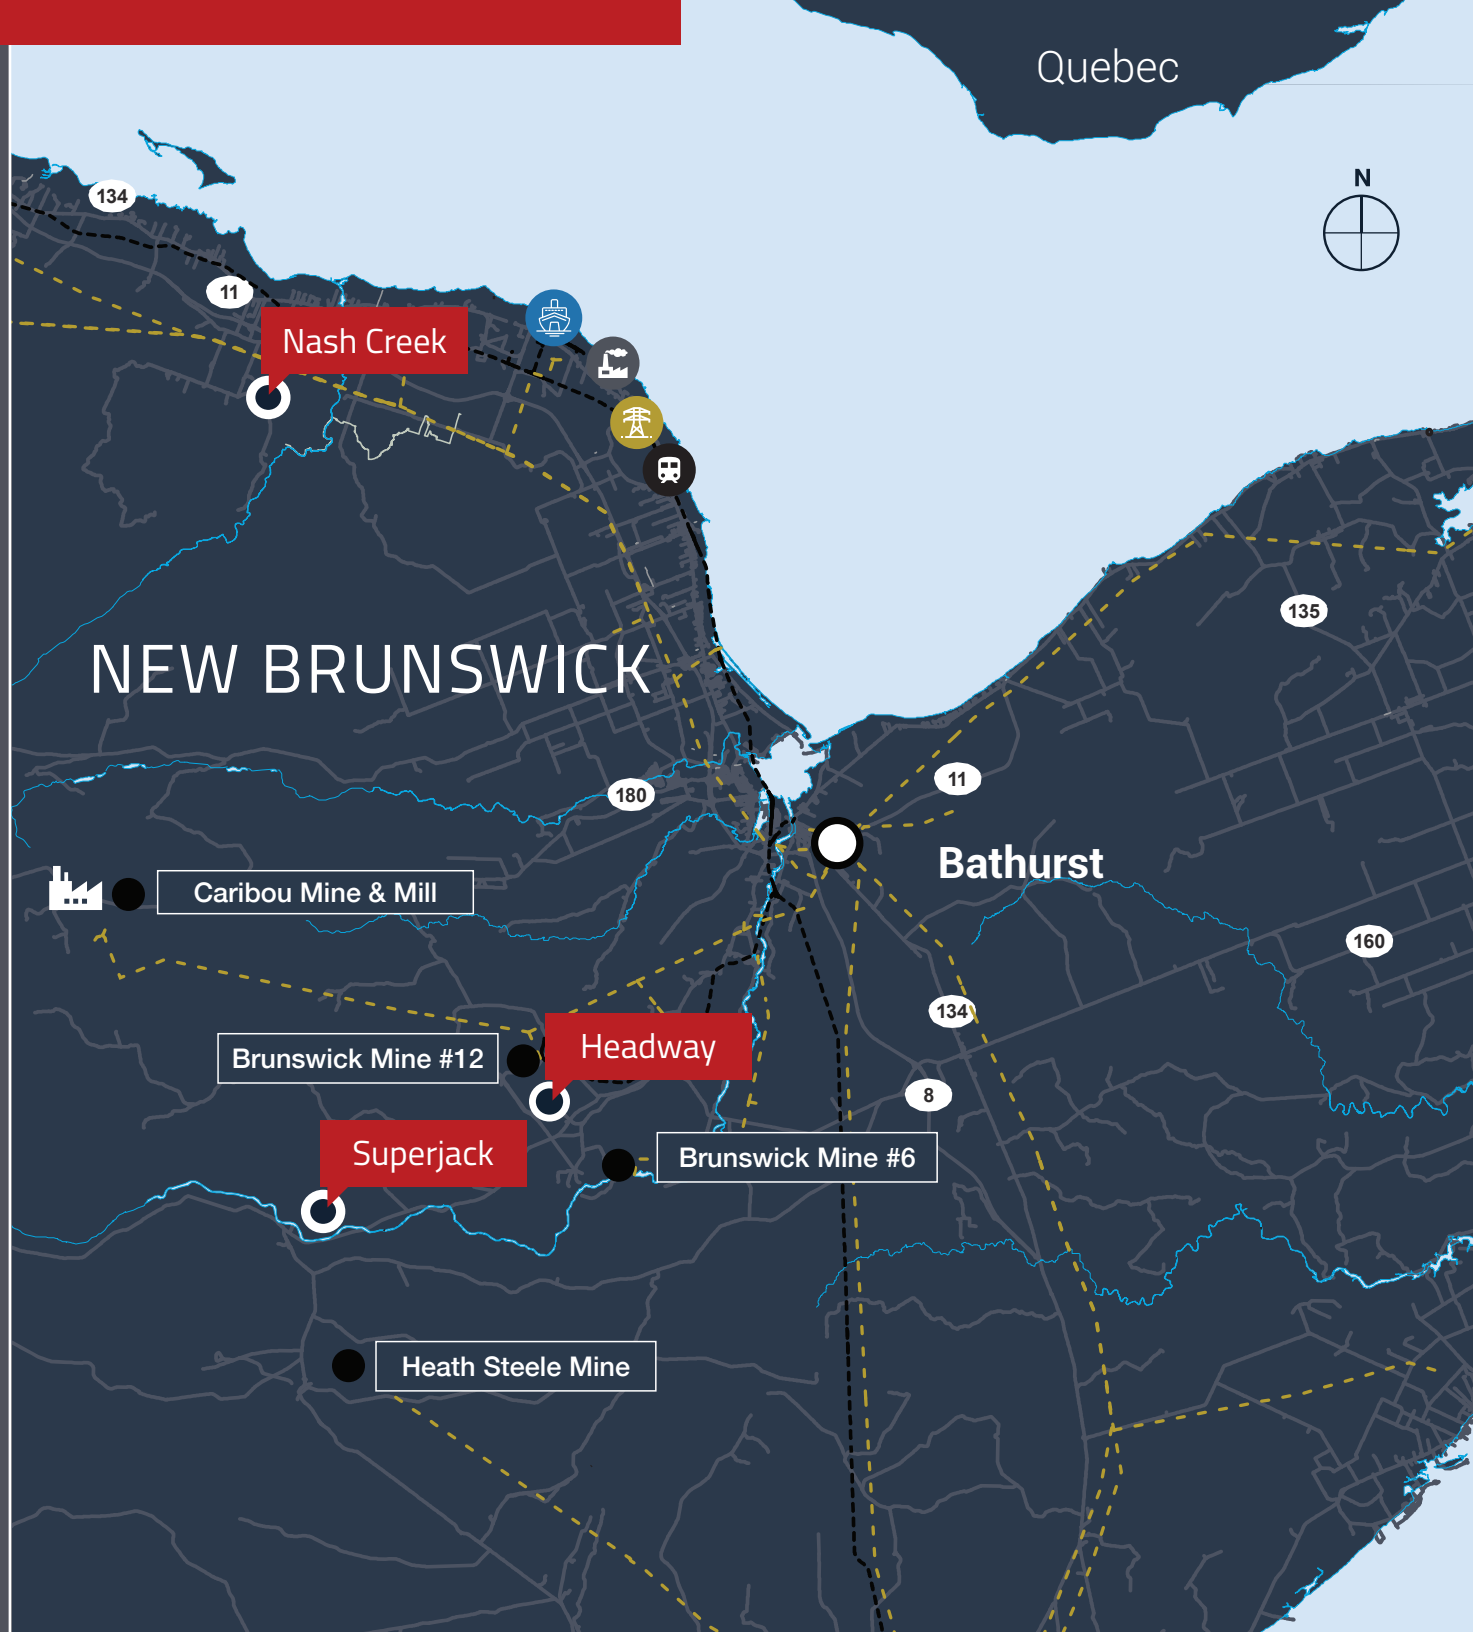 Quebec
N
134
11
Nash Creek
135
NEW BRUNSWICK
11
180
Bathurst
Caribou Mine & Mill
160
134
Headway
Brunswick Mine #12
8
Superjack
Brunswick Mine #6
Heath Steele Mine